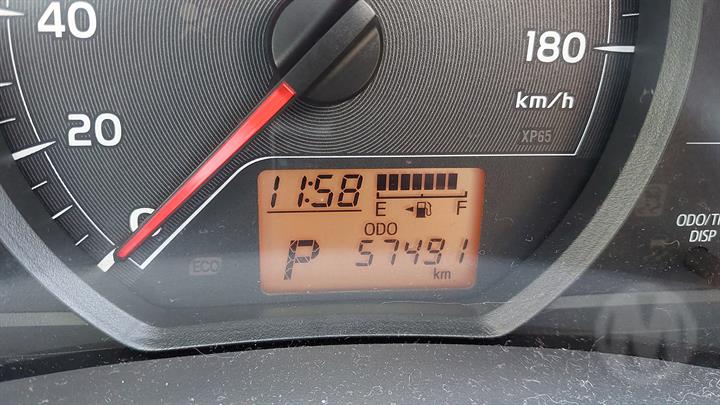 40
20
0
180
km/h
XP65
11:58
E F
ODO
P 57491
km
ECO
ODO/T
DISP
M